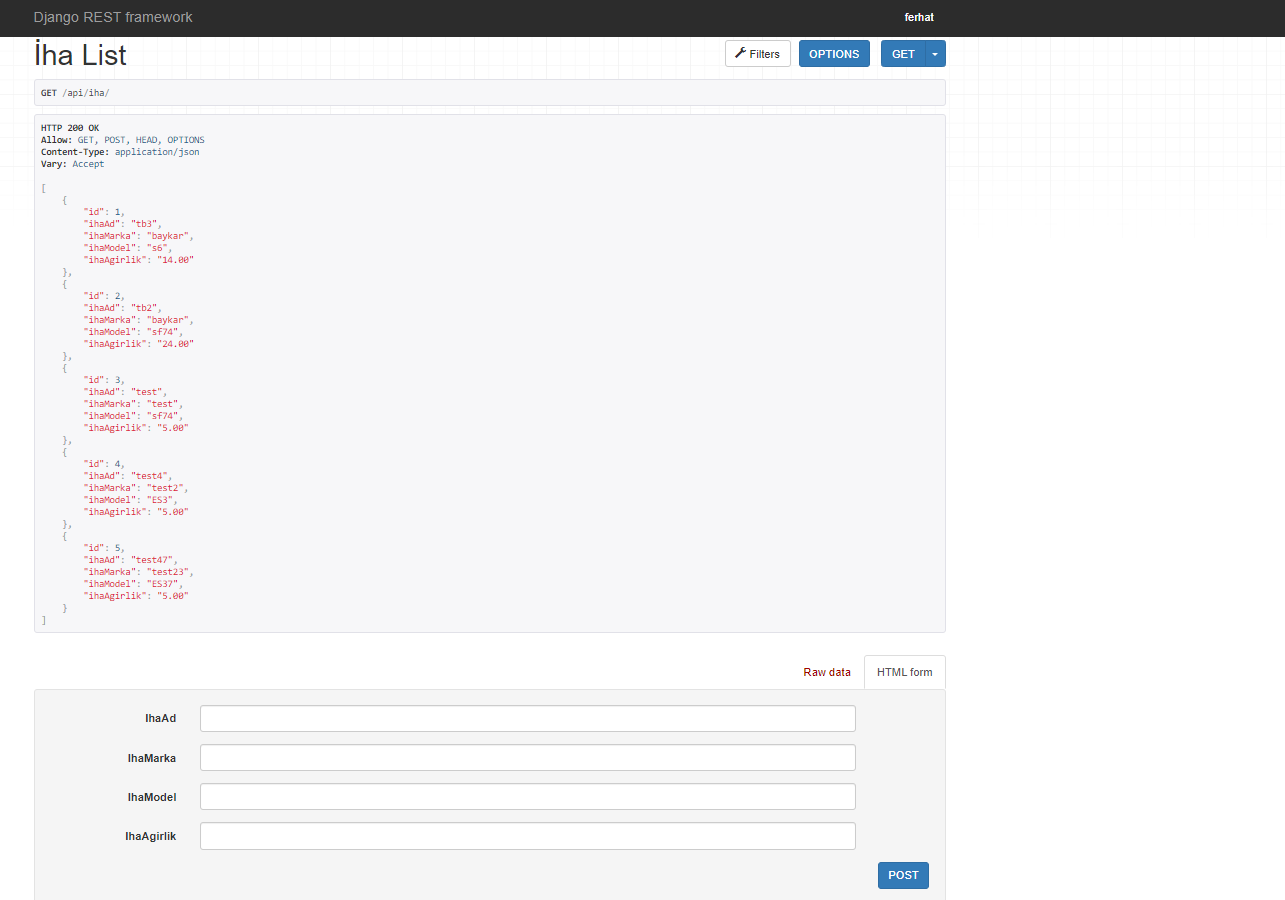 Django REST framework ferhat
İha List Filters OPTIONS GET
GET /api/iha/
HTTP 200 OK
Allow: GET, POST, HEAD, OPTIONS
Content-Type: application/json
Vary: Accept
[
    {
        "id": 1,
        "ihaAd": "tb3",
        "ihaMarka": "baykar",
        "ihaModel": "s6",
        "ihaAgirlik": "14.00"
    },
    {
        "id": 2,
        "ihaAd": "tb2",
        "ihaMarka": "baykar",
        "ihaModel": "sf74",
        "ihaAgirlik": "24.00"
    },
    {
        "id": 3,
        "ihaAd": "test",
        "ihaMarka": "test",
        "ihaModel": "sf74",
        "ihaAgirlik": "5.00"
    },
    {
        "id": 4,
        "ihaAd": "test4",
        "ihaMarka": "test2",
        "ihaModel": "ES3",
        "ihaAgirlik": "5.00"
    },
    {
        "id": 5,
        "ihaAd": "test47",
        "ihaMarka": "test23",
        "ihaModel": "ES37",
        "ihaAgirlik": "5.00"
    }
]
Raw data HTML form
IhaAd
IhaMarka
IhaModel
IhaAgirlik
POST